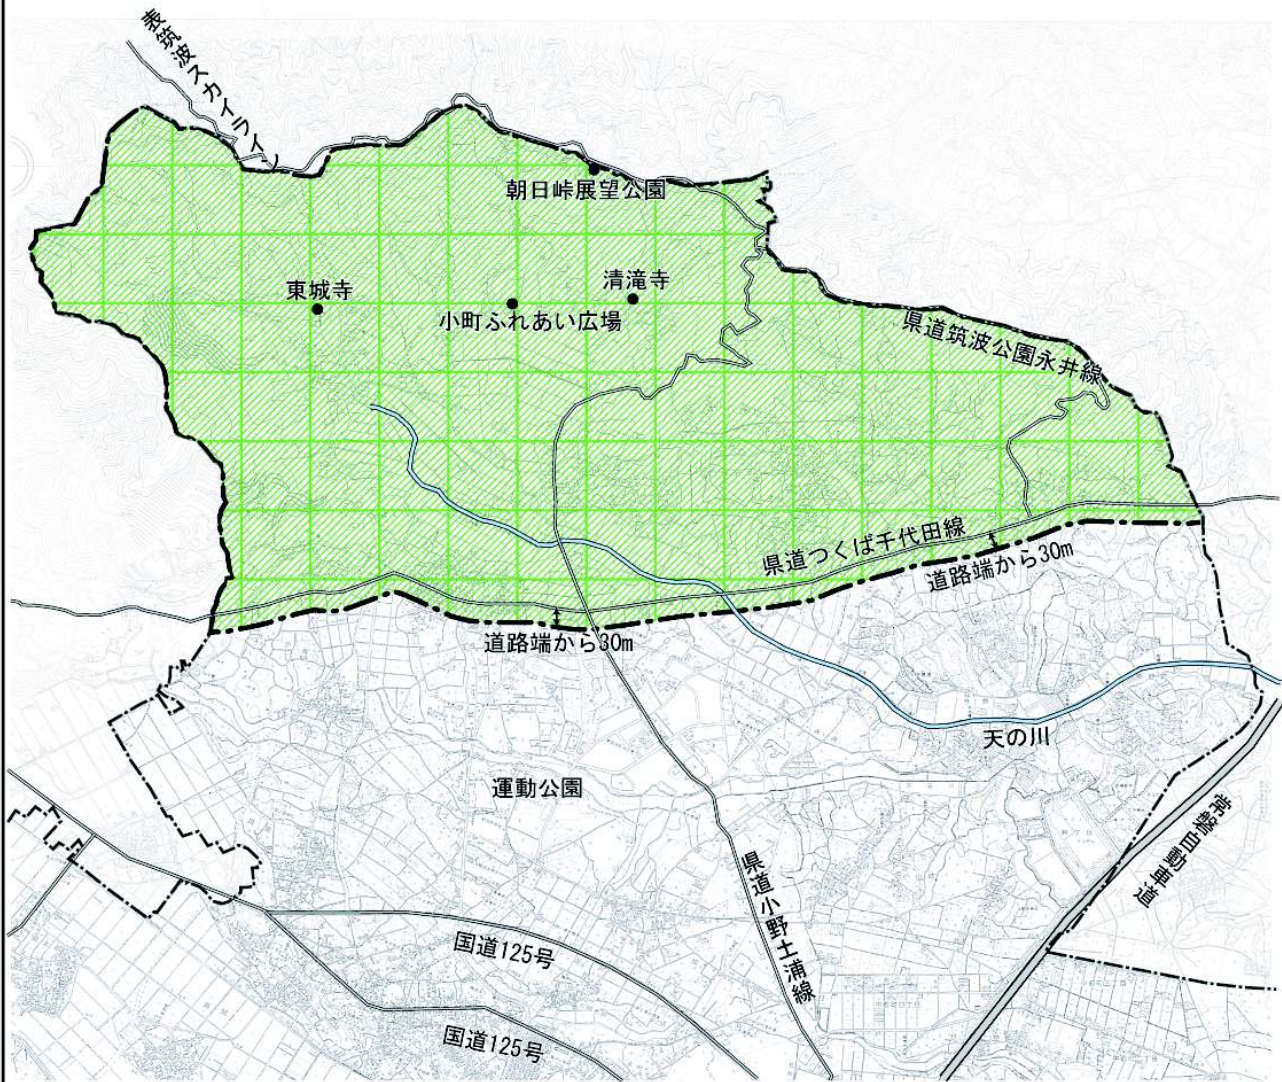 表筑波スカイライン
朝日峠展望公園
東城寺
清滝寺
小町ふれあい広場
県道筑波公園永井線
県道つくば千代田線
道路端から30m
道路端から30m
天の川
運動公園
常磐自動車道
県道小野土浦線
国道125号
国道125号